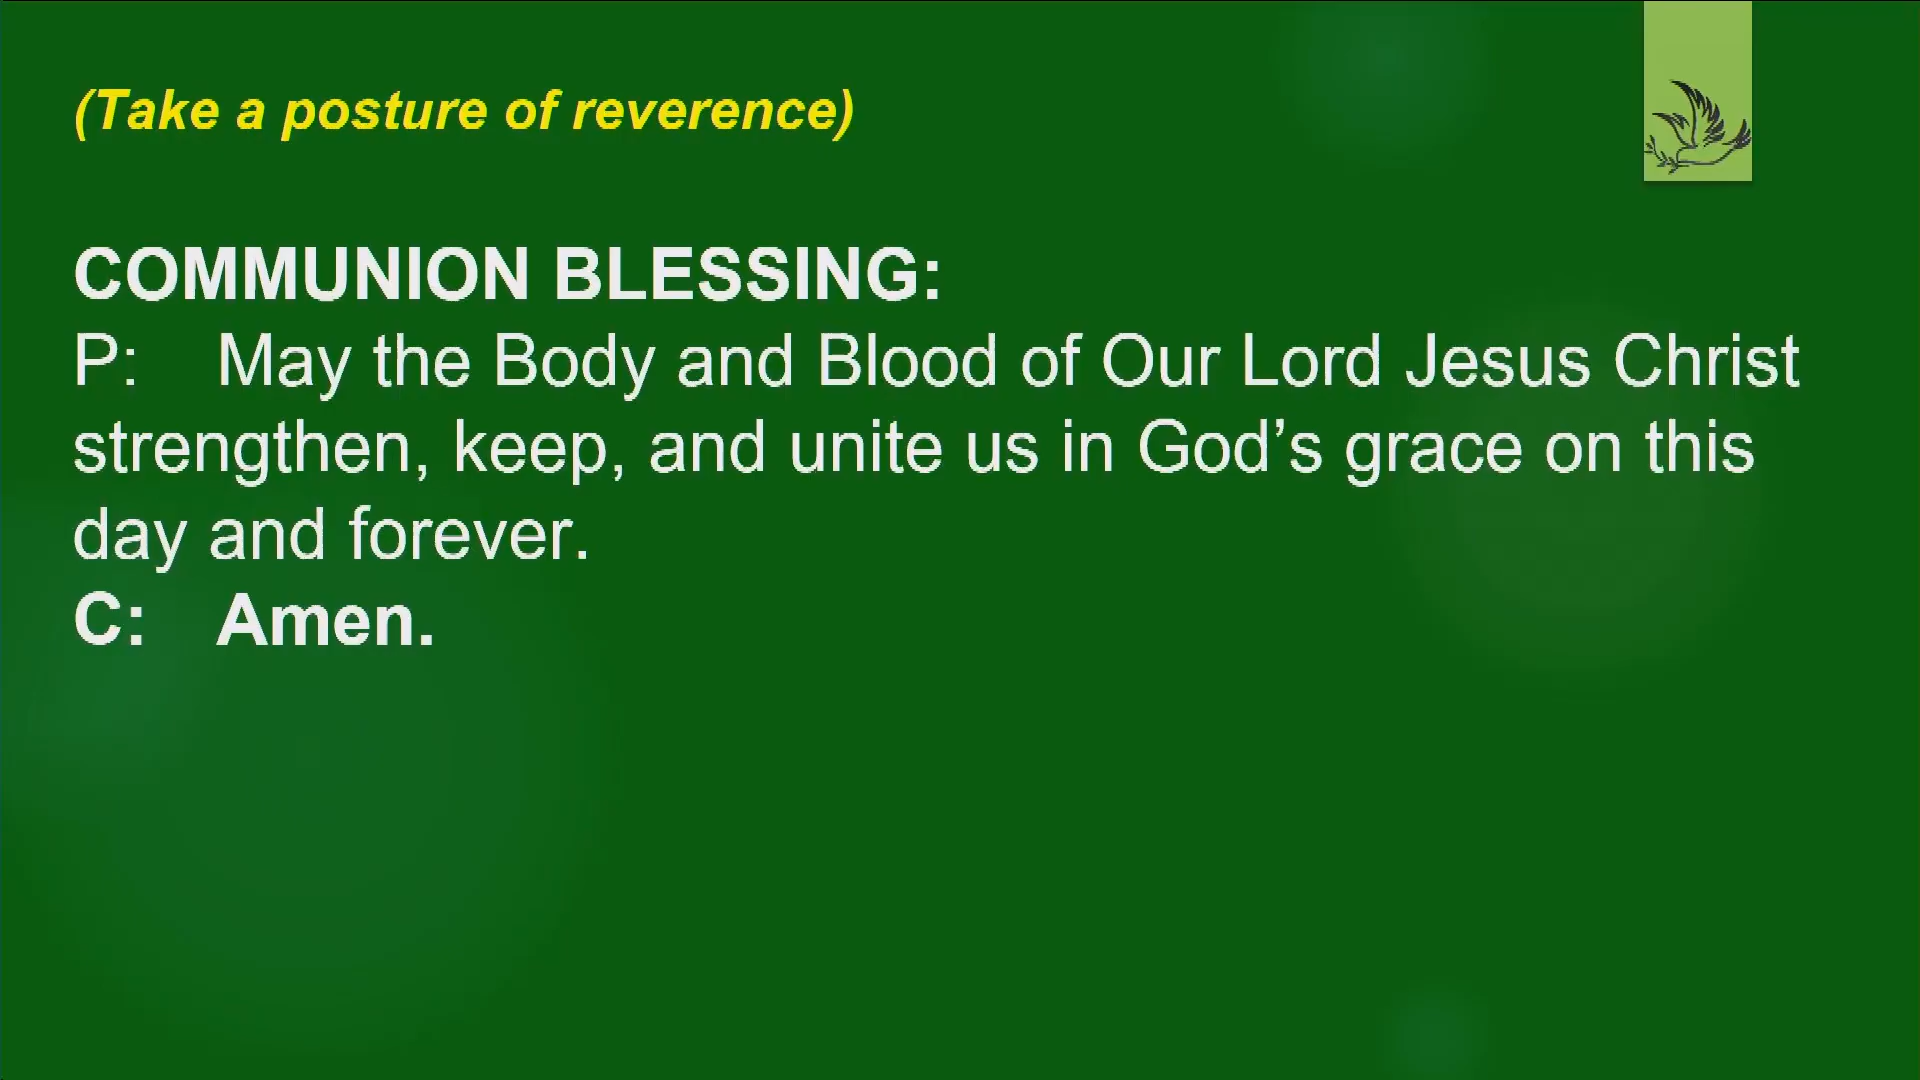 (Take a posture of reverence)
COMMUNION BLESSING:
P: May the Body and Blood of Our Lord Jesus Christ
strengthen, keep, and unite us in God’s grace on this
day and forever.
C: Amen.